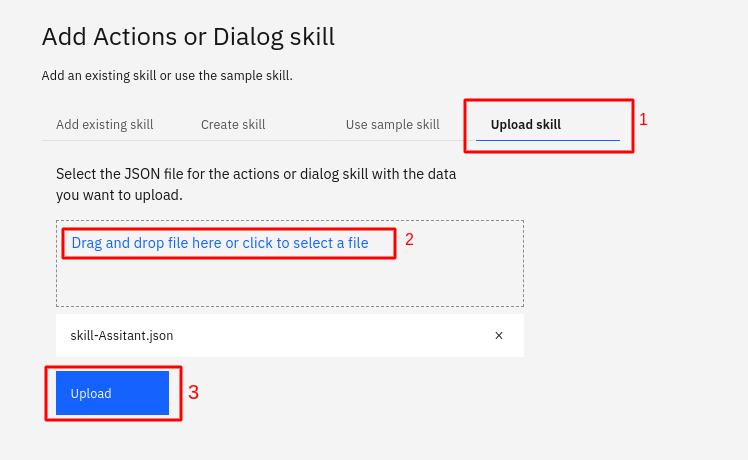 Add Actions or Dialog skill
Add an existing skill or use the sample skill.
Add existing skill Create skill Use sample skill Upload skill 1
Select the JSON file for the actions or dialog skill with the data
you want to upload.
Drag and drop file here or click to select a file 2
skill-Assitant.json ×
Upload 3